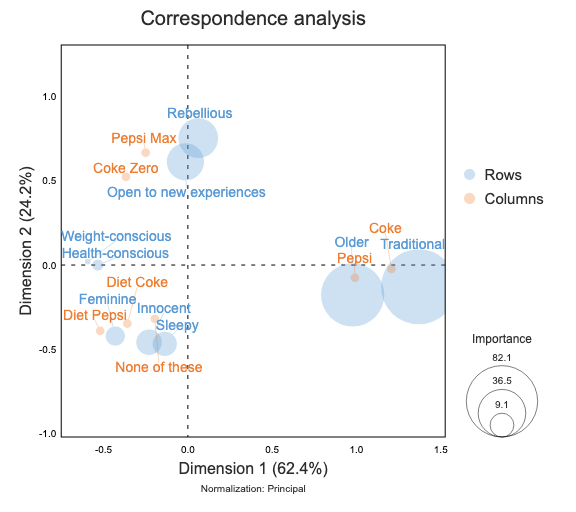 Correspondence analysis
Dimension 2 (24.2%)
1.0
0.5
0.0
-0.5
-1.0
Rebellious
Pepsi Max
Coke Zero
Open to new experiences
Weight-conscious
Health-conscious
Coke
Older
Traditional
Pepsi
Diet Coke
Feminine
Innocent
Diet Pepsi
Sleepy
None of these
-0.5
0.0
0.5
1.0
1.5
Dimension 1 (62.4%)
Normalization: Principal
Rows
Columns
Importance
82.1
36.5
9.1